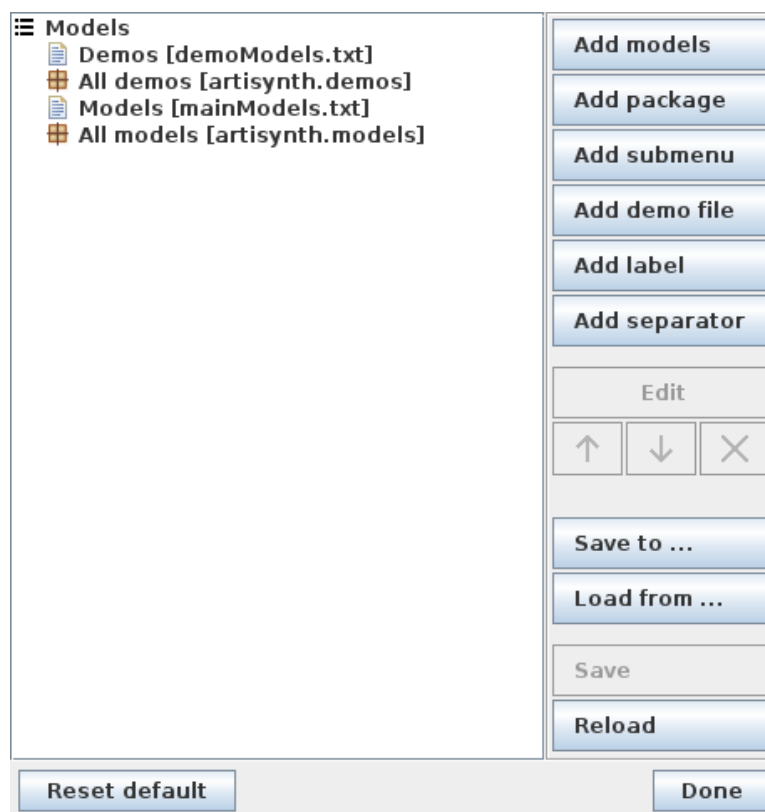 Models
Demos [demoModels.txt]
All demos [artisynth.demos]
Models [mainModels.txt]
All models [artisynth.models]
Add models
Add package
Add submenu
Add demo file
Add label
Add separator
Edit
Save to ...
Load from ...
Save
Reload
Reset default
Done